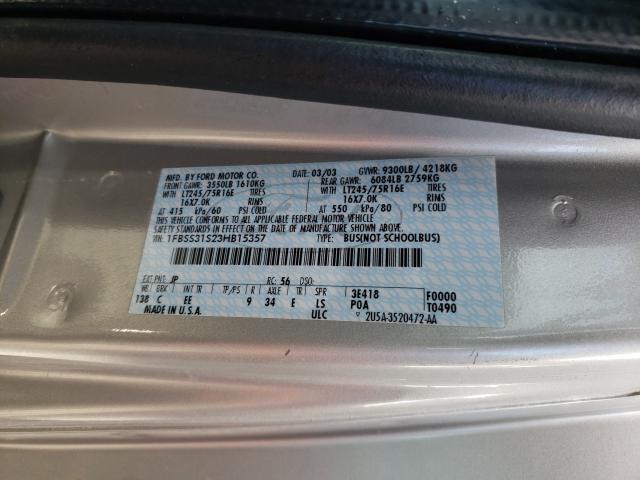 MFD. BY FORD MOTOR CO.
03/03
GVWR: 9300LB/ 4218KG
FRONT GAWR: 3550LB 1610KG
REAR GAWR: 6084LB 2759KG
WITH LT245/75R16E TIRES
WITH LT245/75R16E TIRES
16X7.0K RIMS
16X7.0K RIMS
AT 415 kPa/60 PSI COLD
AT 550 kPa/80 PSI COLD
THIS VEHICLE CONFORMS TO ALL APPLICABLE FEDERAL MOTOR VEHICLE
SAFETY STANDARDS IN EFFECT ON THE DATE OF MANUFACTURE SHOWN ABOVE.
VIN: 1FBSS31S23HB15357
TYPE: BUS(NOT SCHOOLBUS)
EXT PNT: JP RC: 56 DSO:
WB BRK INT TR TP/PS R AXLE TR SPR 3E418 F0000
138 C EE 9 34 E LS P0A T0490
MADE IN U.S.A. ULC 2U5A-3520472-AA